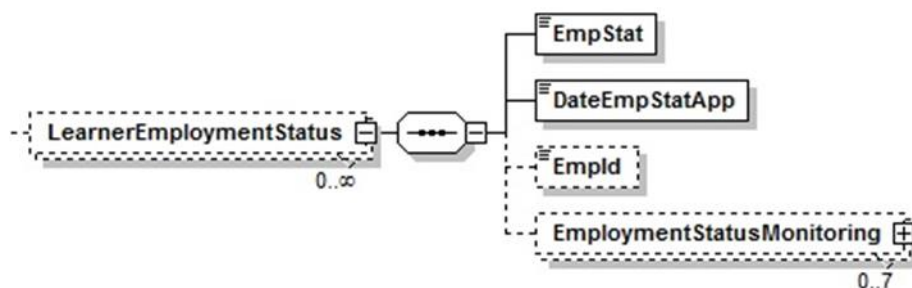 EmpStat
DateEmpStatApp
LearnerEmploymentStatus
0..∞
EmpId
EmploymentStatusMonitoring
0..7